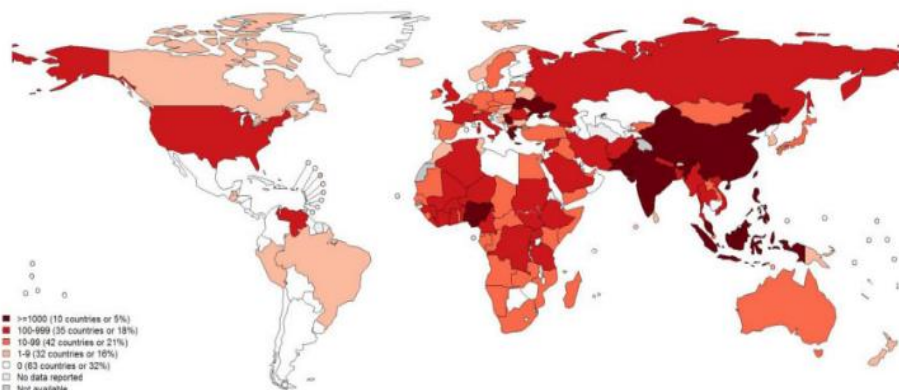 >=1000 (10 countries or 5%)
100-999 (35 countries or 18%)
10-99 (42 countries or 21%)
1-9 (32 countries or 16%)
0 (63 countries or 32%)
No data reported
Not available